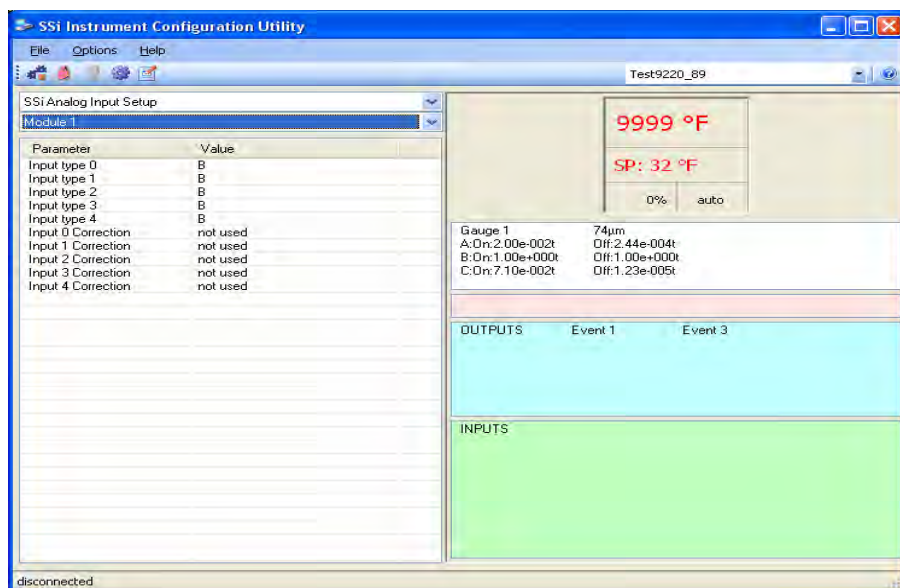 SSi Instrument Configuration Utility
File Options Help
Test9220_89
SSi Analog Input Setup
Module 1
Parameter Value
Input type 0 B
Input type 1 B
Input type 2 B
Input type 3 B
Input type 4 B
Input 0 Correction not used
Input 1 Correction not used
Input 2 Correction not used
Input 3 Correction not used
Input 4 Correction not used
9999 °F
SP: 32 °F
0% auto
Gauge 1 74µm
A:On:2.00e-002t Off:2.44e-004t
B:On:1.00e+000t Off:1.00e+000t
C:On:7.10e-002t Off:1.23e-005t
OUTPUTS Event 1 Event 3
INPUTS
disconnected